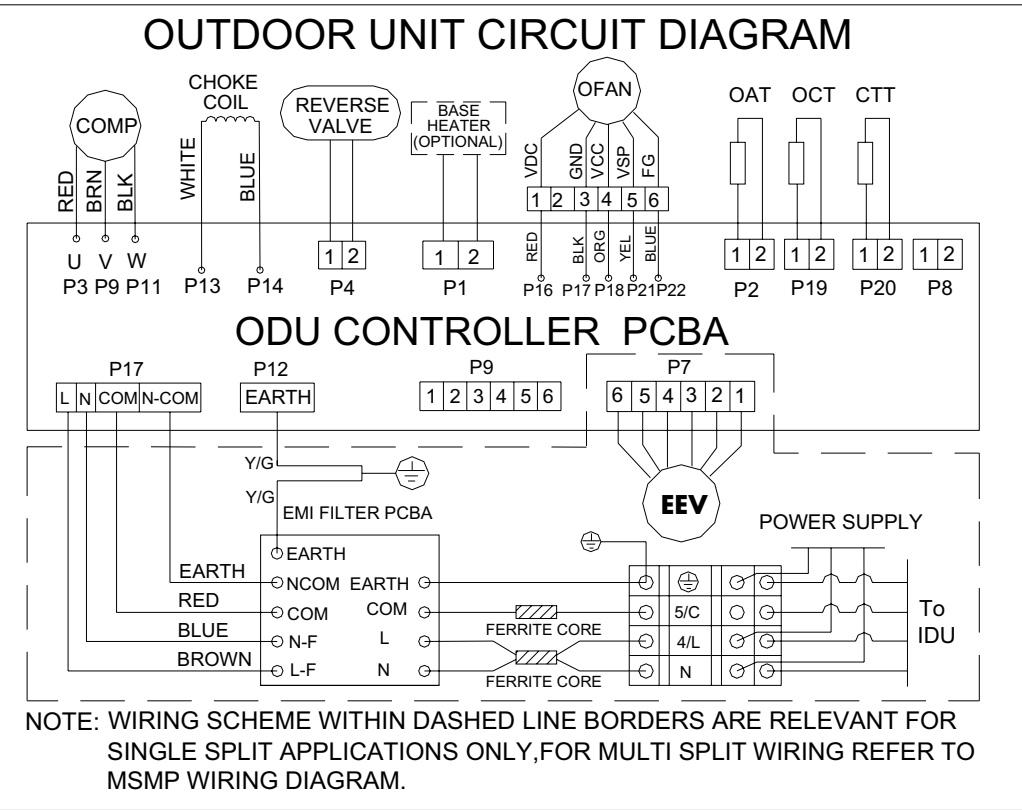 OUTDOOR UNIT CIRCUIT DIAGRAM
COMP
CHOKE
COIL
REVERSE
VALVE
BASE
HEATER
(OPTIONAL)
OFAN
OAT OCT CTT
RED BRN BLK
WHITE BLUE
VDC GND VCC VSP FG
1 2 3 4 5 6
RED BLK ORG YEL BLUE
U V W
P3 P9 P11
P13 P14
1 2
P4
1 2
P1
P16 P17 P18 P21 P22
1 2
P2
1 2
P19
1 2
P20
1 2
P8
ODU CONTROLLER PCBA
P17
L N COM N-COM
P12
EARTH
P9
1 2 3 4 5 6
P7
6 5 4 3 2 1
Y/G
Y/G
EEV
EMI FILTER PCBA
POWER SUPPLY
EARTH
EARTH NCOM EARTH
RED COM COM
BLUE N-F L
BROWN L-F N
FERRITE CORE
FERRITE CORE
5/C
4/L
N
To
IDU
NOTE: WIRING SCHEME WITHIN DASHED LINE BORDERS ARE RELEVANT FOR
SINGLE SPLIT APPLICATIONS ONLY,FOR MULTI SPLIT WIRING REFER TO
MSMP WIRING DIAGRAM.